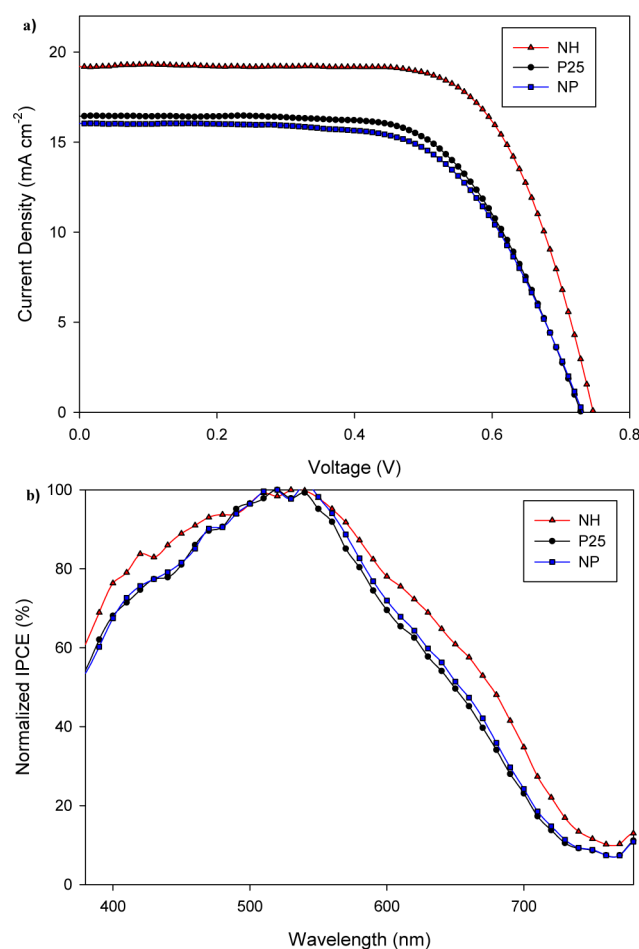 a)
20
15
10
5
0
Current Density (mA cm⁻²)
NH
P25
NP
0.0 0.2 0.4 0.6 0.8
Voltage (V)
b)
100
80
60
40
20
0
Normalized IPCE (%)
NH
P25
NP
400 500 600 700
Wavelength (nm)